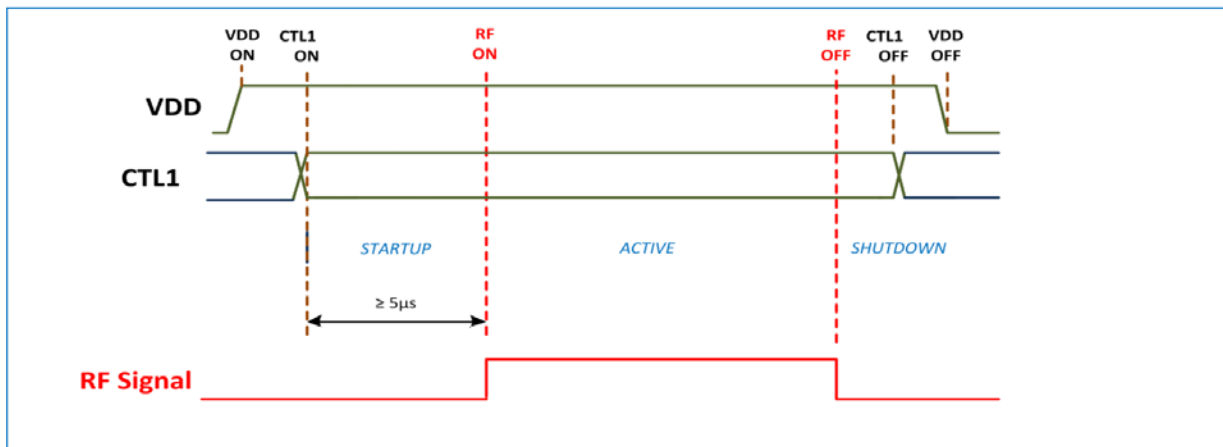 VDD ON
CTL1 ON
RF ON
RF OFF
CTL1 OFF
VDD OFF
VDD
CTL1
STARTUP
ACTIVE
SHUTDOWN
≥ 5µs
RF Signal